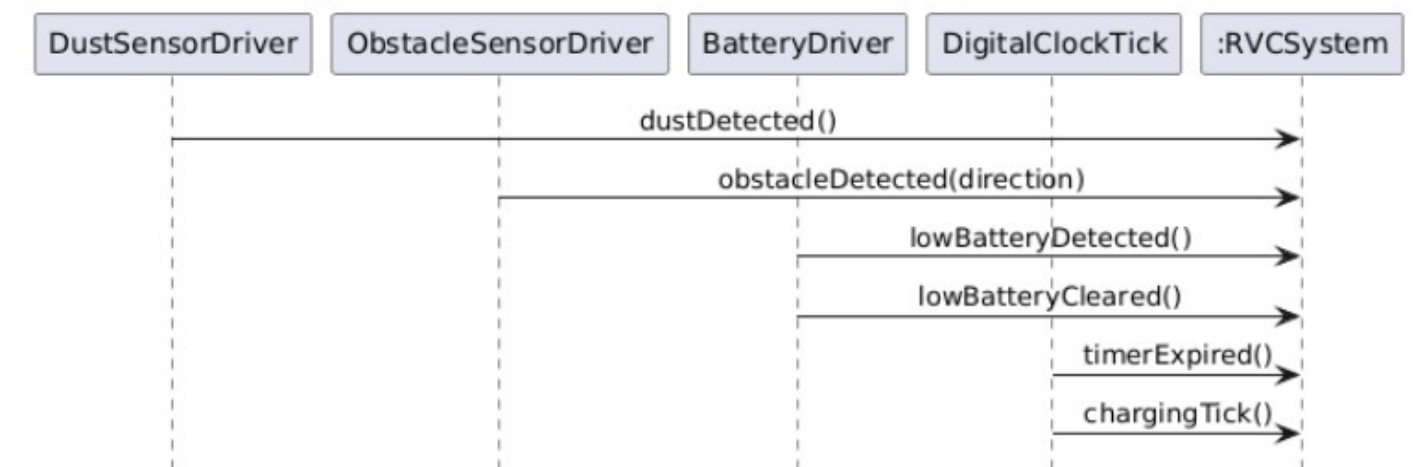 DustSensorDriver ObstacleSensorDriver BatteryDriver DigitalClockTick :RVCSystem
dustDetected()
obstacleDetected(direction)
lowBatteryDetected()
lowBatteryCleared()
timerExpired()
chargingTick()